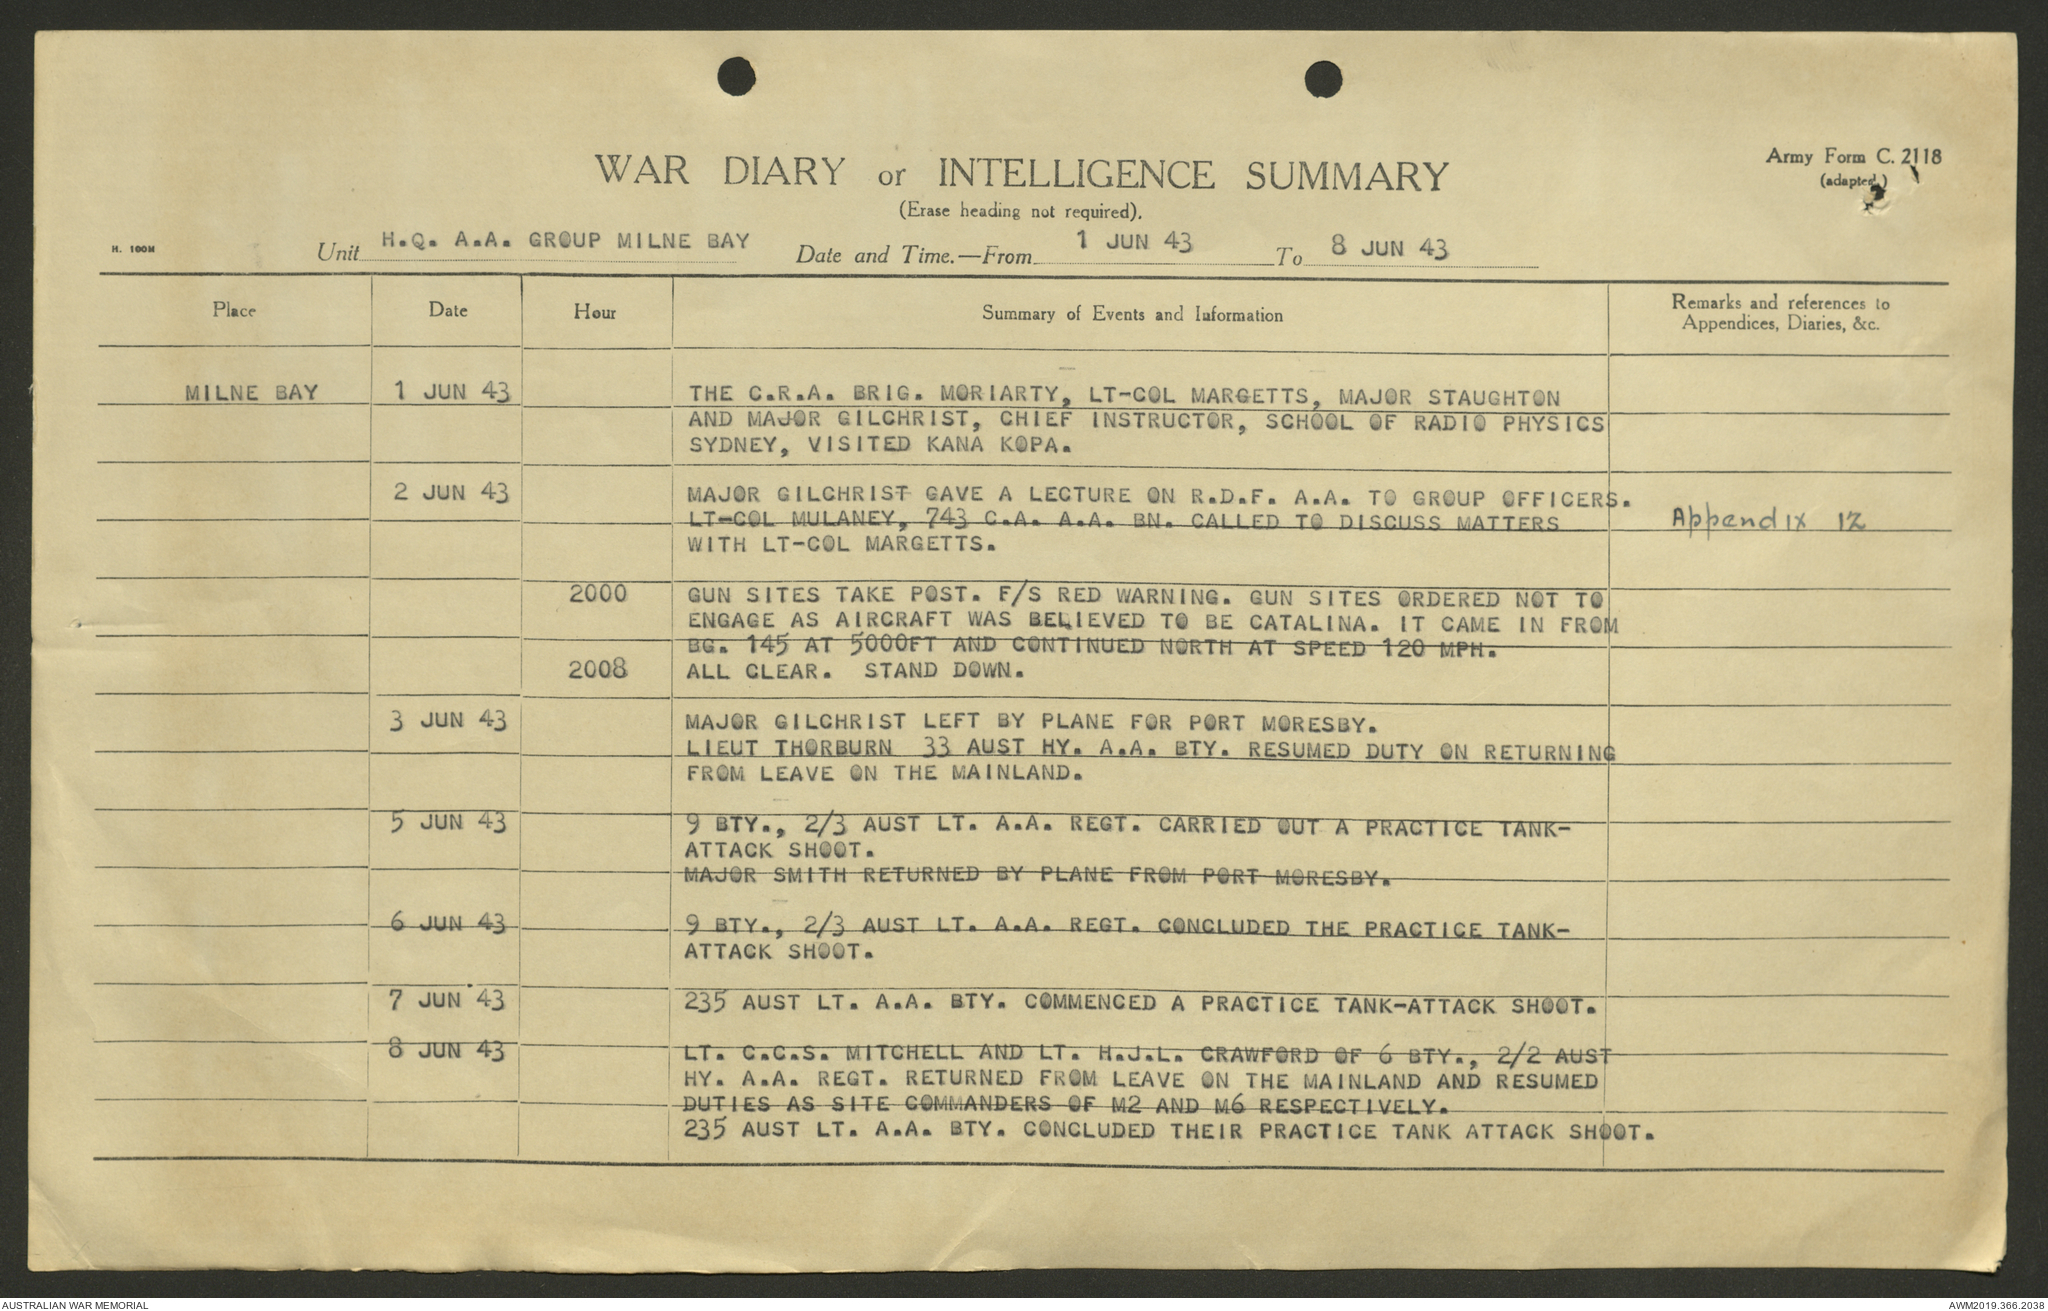 WAR DIARY or INTELLIGENCE SUMMARY
(Erase heading not required).
Army Form C. 2118
(adapted.)
H. 100M
Unit H.Q. A.A. GROUP MILNE BAY Date and Time.—From 1 JUN 43 To 8 JUN 43
Place Date Hour Summary of Events and Information Remarks and references to
Appendices, Diaries, &c.
MILNE BAY 1 JUN 43 THE C.R.A. BRIG. MORIARTY, LT-COL MARGETTS, MAJOR STAUGHTON
AND MAJOR GILCHRIST, CHIEF INSTRUCTOR, SCHOOL OF RADIO PHYSICS
SYDNEY, VISITED KANA KOPA.
2 JUN 43 MAJOR GILCHRIST GAVE A LECTURE ON R.D.F. A.A. TO GROUP OFFICERS.
LT-COL MULANEY, 743 C.A. A.A. BN. CALLED TO DISCUSS MATTERS Appendix 12
WITH LT-COL MARGETTS.
2000 GUN SITES TAKE POST. F/S RED WARNING. GUN SITES ORDERED NOT TO
ENGAGE AS AIRCRAFT WAS BELIEVED TO BE CATALINA. IT CAME IN FROM
BG. 145 AT 5000FT AND CONTINUED NORTH AT SPEED 120 MPH.
2008 ALL CLEAR. STAND DOWN.
3 JUN 43 MAJOR GILCHRIST LEFT BY PLANE FOR PORT MORESBY.
LIEUT THORBURN 33 AUST HY. A.A. BTY. RESUMED DUTY ON RETURNING
FROM LEAVE ON THE MAINLAND.
5 JUN 43 9 BTY., 2/3 AUST LT. A.A. REGT. CARRIED OUT A PRACTICE TANK-
ATTACK SHOOT.
MAJOR SMITH RETURNED BY PLANE FROM PORT MORESBY.
6 JUN 43 9 BTY., 2/3 AUST LT. A.A. REGT. CONCLUDED THE PRACTICE TANK-
ATTACK SHOOT.
7 JUN 43 235 AUST LT. A.A. BTY. COMMENCED A PRACTICE TANK-ATTACK SHOOT.
8 JUN 43 LT. C.C.S. MITCHELL AND LT. H.J.L. CRAWFORD OF 6 BTY., 2/2 AUST
HY. A.A. REGT. RETURNED FROM LEAVE ON THE MAINLAND AND RESUMED
DUTIES AS SITE COMMANDERS OF M2 AND M6 RESPECTIVELY.
235 AUST LT. A.A. BTY. CONCLUDED THEIR PRACTICE TANK ATTACK SHOOT.
AUSTRALIAN WAR MEMORIAL AWM2019.366.2038